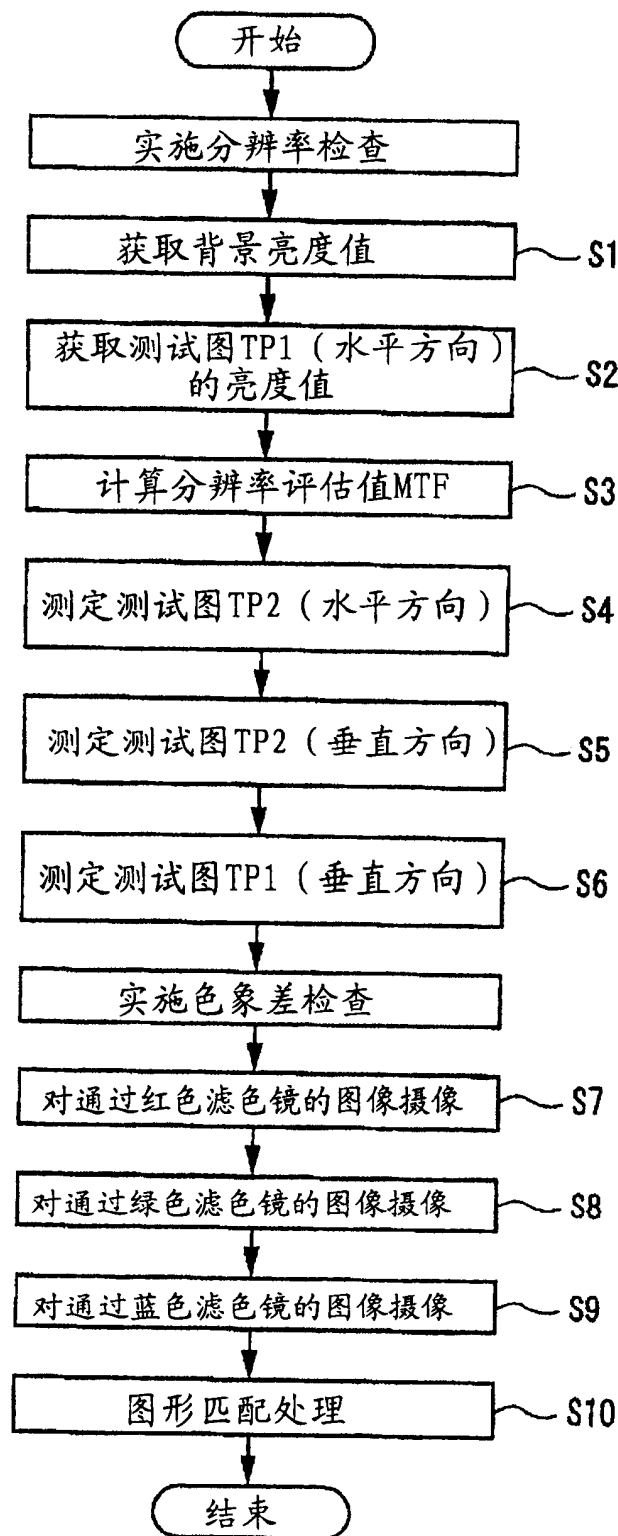 开始
实施分辨率检查
获取背景亮度值
S1
获取测试图TP1(水平方向)
的亮度值
S2
计算分辨率评估值MTF
S3
测定测试图TP2(水平方向)
S4
测定测试图TP2(垂直方向)
S5
测定测试图TP1(垂直方向)
S6
实施色象差检查
对通过红色滤色镜的图像摄像
S7
对通过绿色滤色镜的图像摄像
S8
对通过蓝色滤色镜的图像摄像
S9
图形匹配处理
S10
结束